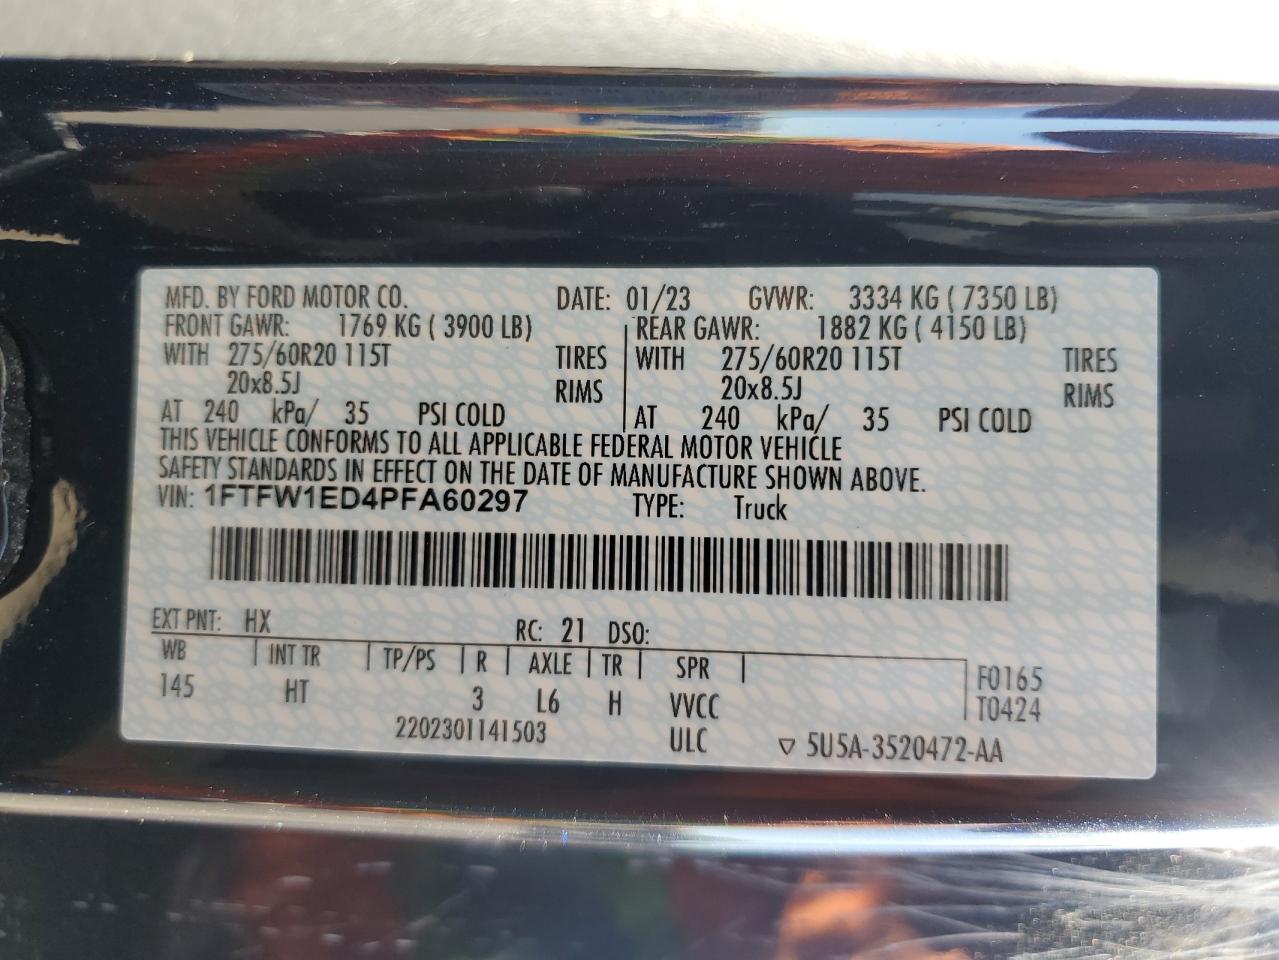 MFD. BY FORD MOTOR CO. DATE: 01/23 GVWR: 3334 KG ( 7350 LB)
FRONT GAWR: 1769 KG ( 3900 LB) REAR GAWR: 1882 KG ( 4150 LB)
WITH 275/60R20 115T TIRES WITH 275/60R20 115T TIRES
20x8.5J RIMS 20x8.5J RIMS
AT 240 kPa/ 35 PSI COLD AT 240 kPa/ 35 PSI COLD
THIS VEHICLE CONFORMS TO ALL APPLICABLE FEDERAL MOTOR VEHICLE
SAFETY STANDARDS IN EFFECT ON THE DATE OF MANUFACTURE SHOWN ABOVE.
VIN: 1FTFW1ED4PFA60297 TYPE: Truck
EXT PNT: HX RC: 21 DSO:
WB INT TR TP/PS R AXLE TR SPR F0165
145 HT 3 L6 H VVCC T0424
2202301141503 ULC ▽ 5U5A-3520472-AA